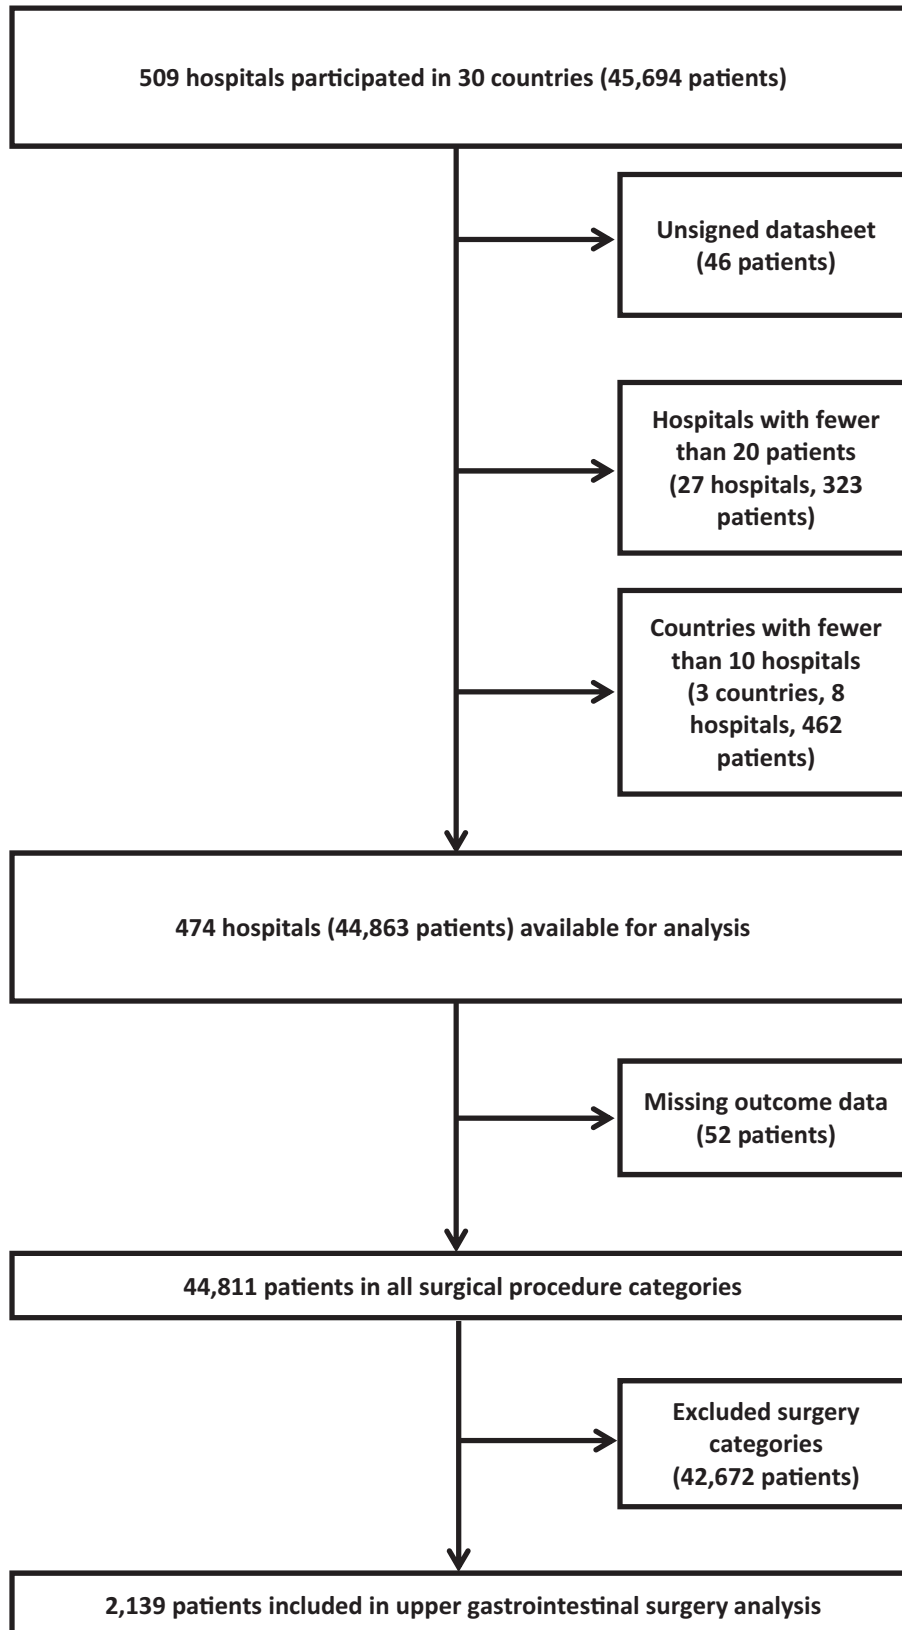 509 hospitals participated in 30 countries (45,694 patients)
Unsigned datasheet
(46 patients)
Hospitals with fewer
than 20 patients
(27 hospitals, 323
patients)
Countries with fewer
than 10 hospitals
(3 countries, 8
hospitals, 462
patients)
474 hospitals (44,863 patients) available for analysis
Missing outcome data
(52 patients)
44,811 patients in all surgical procedure categories
Excluded surgery
categories
(42,672 patients)
2,139 patients included in upper gastrointestinal surgery analysis